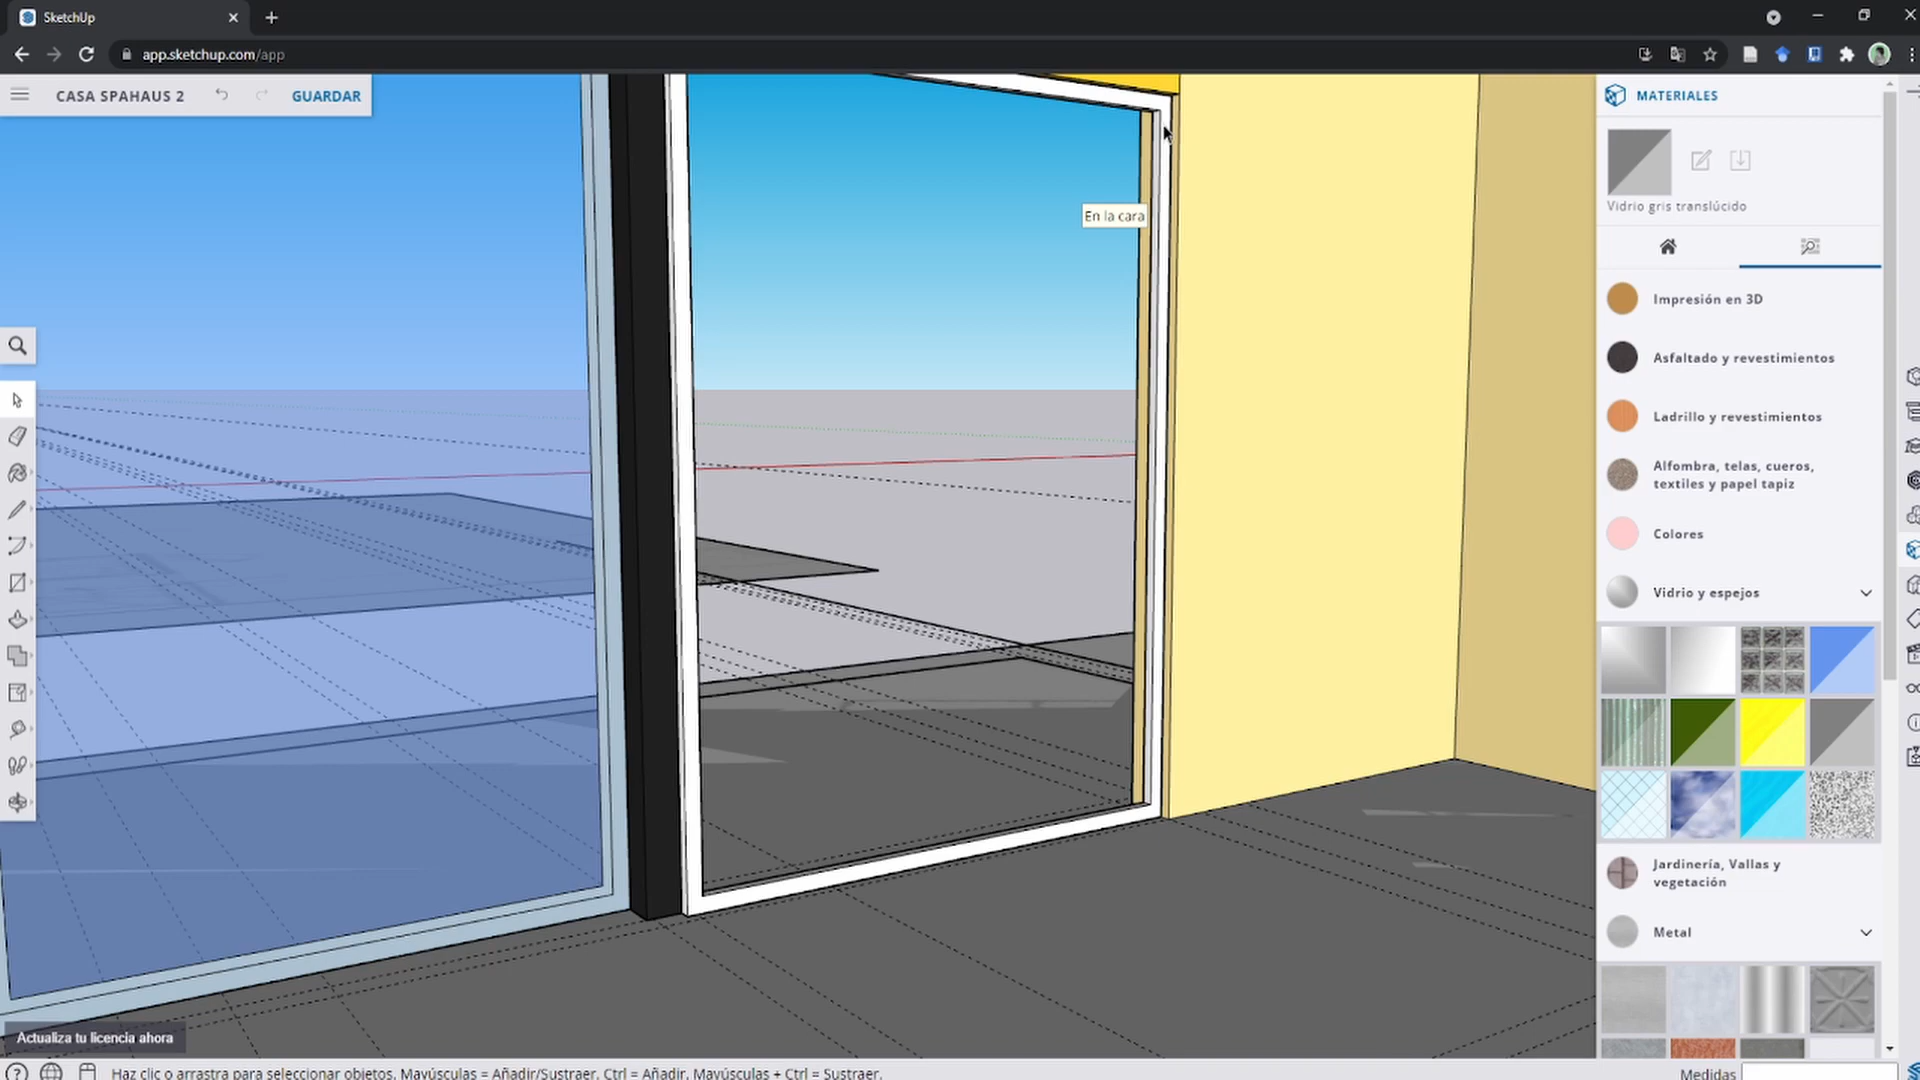 SketchUp
app.sketchup.com/app
CASA SPAHAUS 2
GUARDAR
En la cara
MATERIALES
Vidrio gris translúcido
Impresión en 3D
Asfaltado y revestimientos
Ladrillo y revestimientos
Alfombra, telas, cueros,
textiles y papel tapiz
Colores
Vidrio y espejos
Jardinería, Vallas y
vegetación
Metal
Actualiza tu licencia ahora
Haz clic o arrastra para seleccionar objetos. Mayúsculas = Añadir/Sustraer. Ctrl = Añadir. Mayúsculas + Ctrl = Sustraer.
Medidas